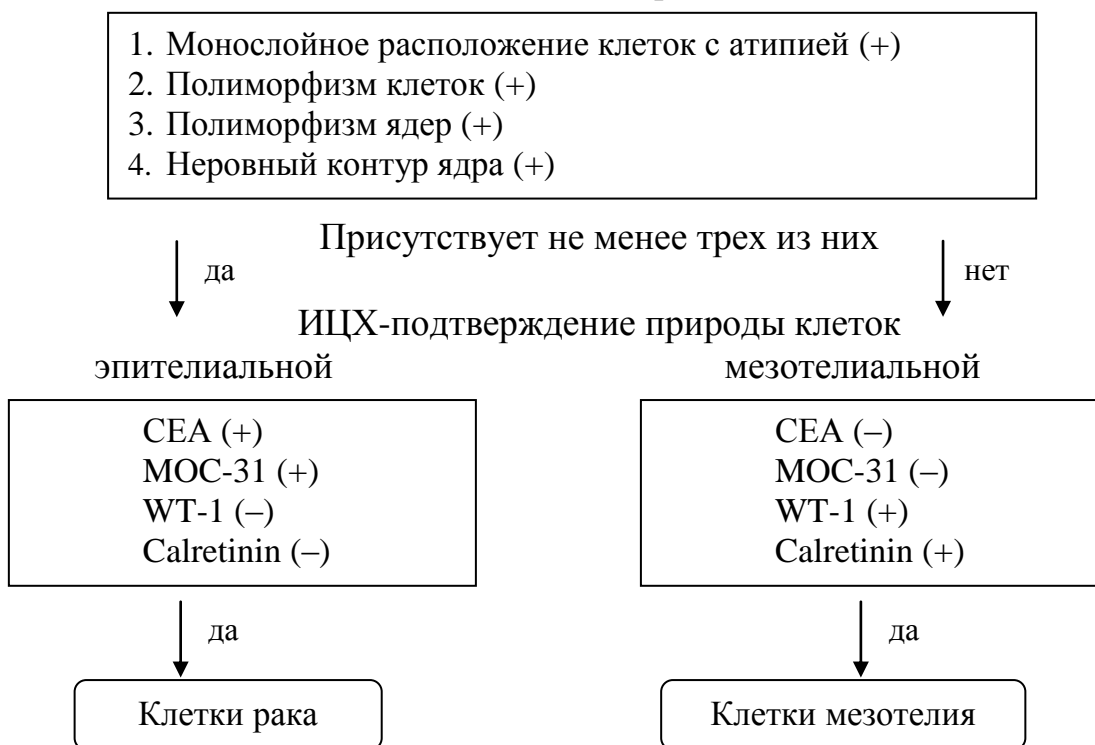 1. Монослойное расположение клеток с атипией (+)
2. Полиморфизм клеток (+)
3. Полиморфизм ядер (+)
4. Неровный контур ядра (+)
Присутствует не менее трех из них
да
нет
ИЦХ-подтверждение природы клеток
эпителиальной
мезотелиальной
CEA (+)
MOC-31 (+)
WT-1 (–)
Calretinin (–)
CEA (–)
MOC-31 (–)
WT-1 (+)
Calretinin (+)
да
да
Клетки рака
Клетки мезотелия